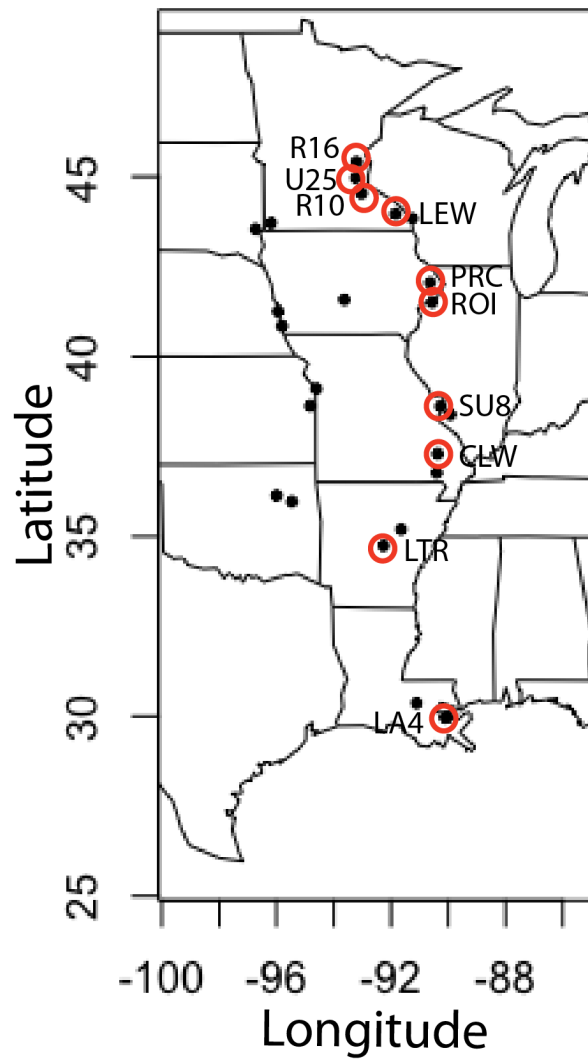 R16
45
U25
R10
LEW
PRC
ROI
40
SU8
CLW
Latitude
35
LTR
30
LA4
25
-100 -96 -92 -88
Longitude